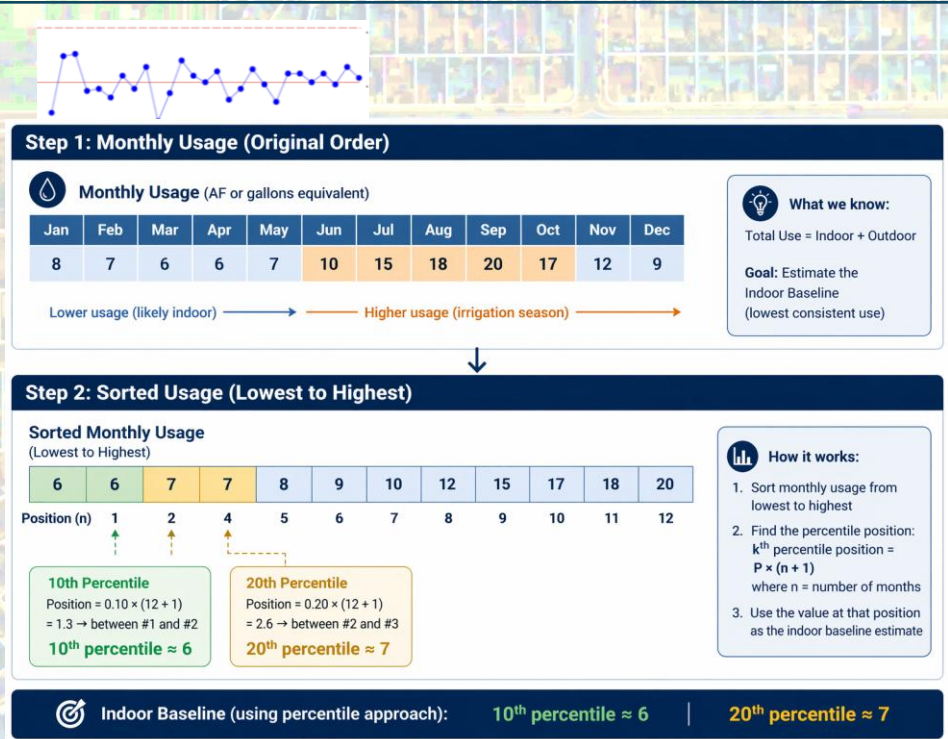 Step 1: Monthly Usage (Original Order)
Monthly Usage (AF or gallons equivalent)
Jan Feb Mar Apr May Jun Jul Aug Sep Oct Nov Dec
8 7 6 6 7 10 15 18 20 17 12 9
Lower usage (likely indoor)
Higher usage (irrigation season)
What we know:
Total Use = Indoor + Outdoor
Goal: Estimate the
Indoor Baseline
(lowest consistent use)
Step 2: Sorted Usage (Lowest to Highest)
Sorted Monthly Usage
(Lowest to Highest)
6 6 7 7 8 9 10 12 15 17 18 20
Position (n) 1 2 4 5 6 7 8 9 10 11 12
10th Percentile
Position = 0.10 × (12 + 1)
= 1.3 → between #1 and #2
10th percentile ≈ 6
20th Percentile
Position = 0.20 × (12 + 1)
= 2.6 → between #2 and #3
20th percentile ≈ 7
How it works:
1. Sort monthly usage from
lowest to highest
2. Find the percentile position:
kth percentile position =
P × (n + 1)
where n = number of months
3. Use the value at that position
as the indoor baseline estimate
Indoor Baseline (using percentile approach): 10th percentile ≈ 6 | 20th percentile ≈ 7